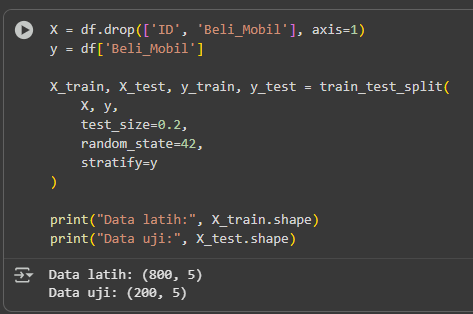 X = df.drop(['ID', 'Beli_Mobil'], axis=1)
y = df['Beli_Mobil']
X_train, X_test, y_train, y_test = train_test_split(
    X, y,
    test_size=0.2,
    random_state=42,
    stratify=y
)
print("Data latih:", X_train.shape)
print("Data uji:", X_test.shape)
Data latih: (800, 5)
Data uji: (200, 5)